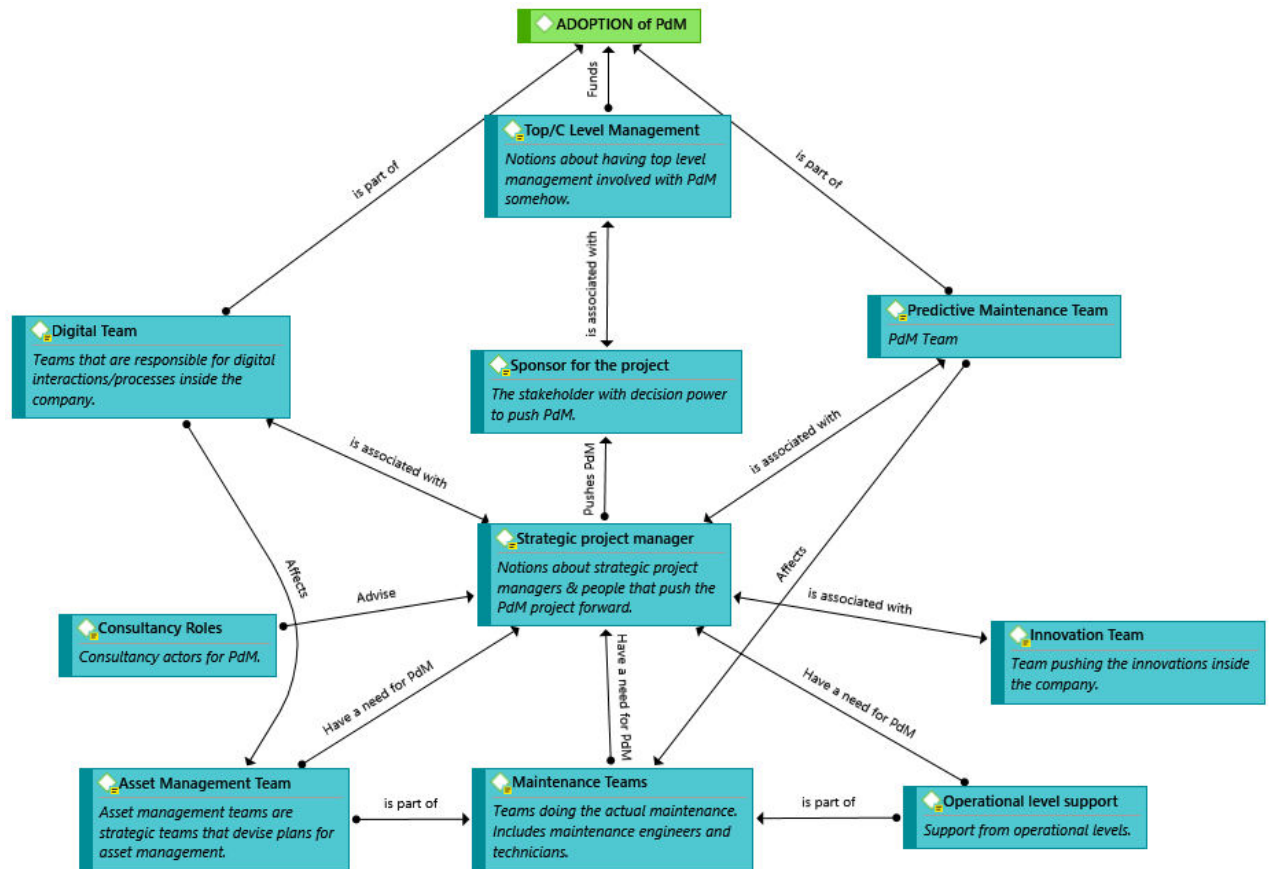 ADOPTION of PdM
Funds
Top/C Level Management
Notions about having top level
management involved with PdM
somehow.
is part of
is part of
is associated with
Digital Team
Teams that are responsible for digital
interactions/processes inside the
company.
Predictive Maintenance Team
PdM Team
Sponsor for the project
The stakeholder with decision power
to push PdM.
is associated with
Pushes PdM
is associated with
Strategic project manager
Notions about strategic project
managers & people that push the
PdM project forward.
Affects
Affects
Advise
is associated with
Consultancy Roles
Consultancy actors for PdM.
Innovation Team
Team pushing the innovations inside
the company.
Have a need for PdM
Have a need for PdM
Have a need for PdM
Asset Management Team
Asset management teams are
strategic teams that devise plans for
asset management.
is part of
Maintenance Teams
Teams doing the actual maintenance.
Includes maintenance engineers and
technicians.
is part of
Operational level support
Support from operational levels.